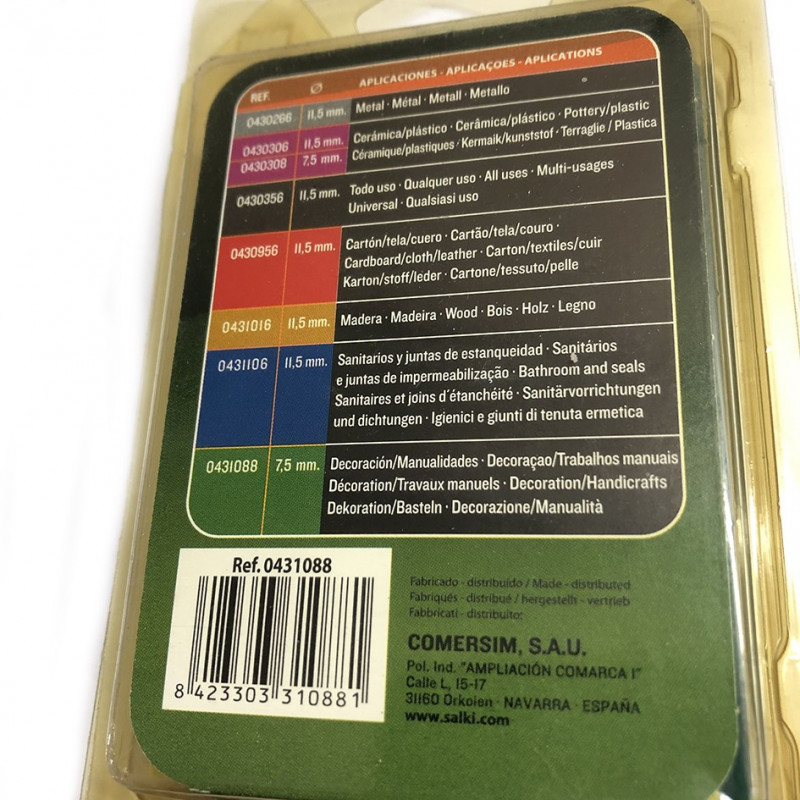 REF. Ø APLICACIONES - APLICAÇOES - APLICATIONS
0430266 11,5 mm. Metal · Métal · Metall · Metallo
0430306 11,5 mm. Cerámica/plástico · Cerâmica/plástico · Pottery/plastic
0430308 7,5 mm. Céramique/plastiques · Kermaik/kunststof · Terraglie / Plastica
0430356 11,5 mm. Todo uso · Qualquer uso · All uses · Multi-usages
Universal · Qualsiasi uso
0430956 11,5 mm. Cartón/tela/cuero · Cartão/tela/couro ·
Cardboard/cloth/leather · Carton/textiles/cuir
Karton/stoff/leder · Cartone/tessuto/pelle
0431016 11,5 mm. Madera · Madeira · Wood · Bois · Holz · Legno
0431106 11,5 mm. Sanitarios y juntas de estanqueidad · Sanitários
e juntas de impermeabilização · Bathroom and seals
Sanitaires et joins d´étanchéité · Sanitärvorrichtungen
und dichtungen · Igienici e giunti di tenuta ermetica
0431088 7,5 mm. Decoración/Manualidades · Decoraçao/Trabalhos manuais
Décoration/Travaux manuels · Decoration/Handicrafts
Dekoration/Basteln · Decorazione/Manualità
Ref. 0431088
8 423303 310881
Fabricado - distribuído / Made - distributed
Fabriqués - distribué / hergestellh - vertrieb
Fabbricati - distribuito:
COMERSIM, S.A.U.
Pol. Ind. "AMPLIACIÓN COMARCA I"
Calle L, 15-17
31160 Orkoien · NAVARRA · ESPAÑA
www.salki.com